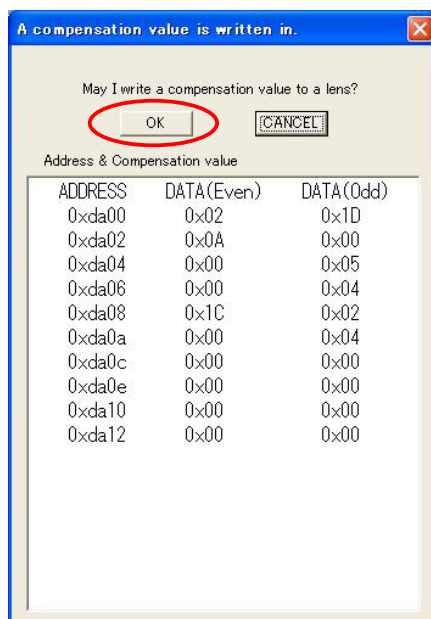 A compensation value is written in.
May I write a compensation value to a lens?
OK CANCEL
Address & Compensation value
ADDRESS DATA(Even) DATA(Odd)
0xda00 0x02 0x1D
0xda02 0x0A 0x00
0xda04 0x00 0x05
0xda06 0x00 0x04
0xda08 0x1C 0x02
0xda0a 0x00 0x04
0xda0c 0x00 0x00
0xda0e 0x00 0x00
0xda10 0x00 0x00
0xda12 0x00 0x00